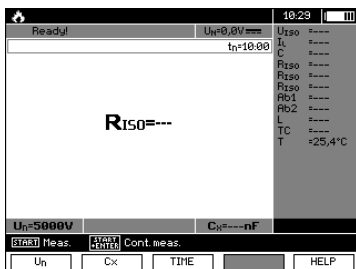 10:29
Ready! UN=0,0V
tn=10:00
UISO =---
IL =---
C =---
RISO =---
RISO =---
RISO =---
Ab1 =---
Ab2 =---
L =---
TC =---
T =25,4°C
RISO=---
Un=5000V CX=---nF
START Meas. START+ENTER Cont.meas.
Un Cx TIME HELP